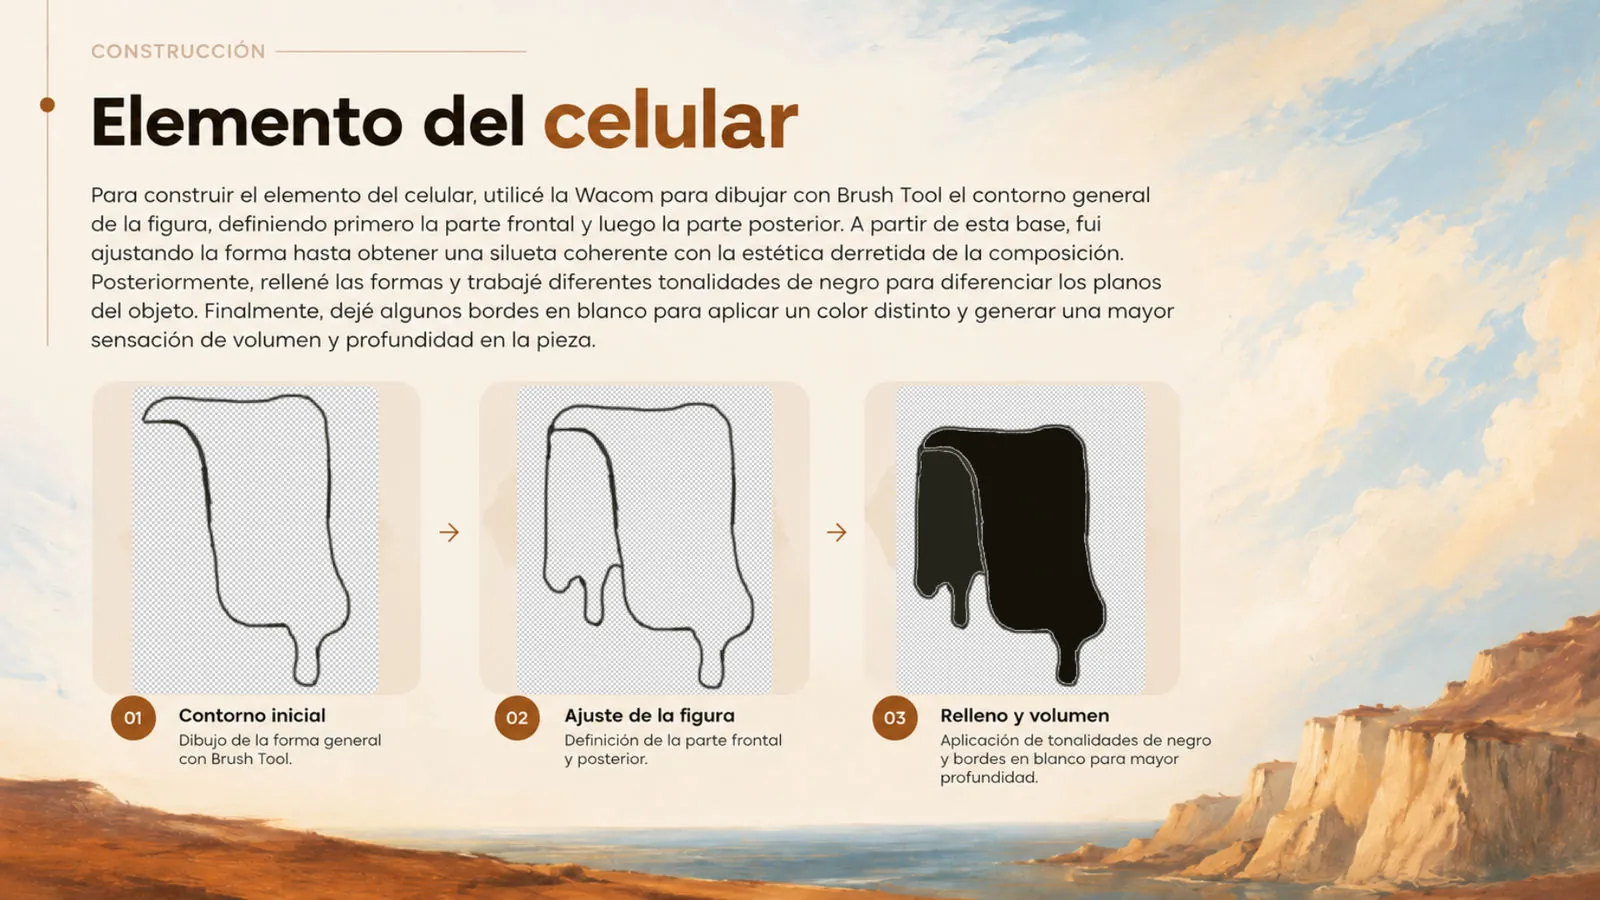 CONSTRUCCIÓN
Elemento del celular
Para construir el elemento del celular, utilicé la Wacom para dibujar con Brush Tool el contorno general
de la figura, definiendo primero la parte frontal y luego la parte posterior. A partir de esta base, fui
ajustando la forma hasta obtener una silueta coherente con la estética derretida de la composición.
Posteriormente, rellené las formas y trabajé diferentes tonalidades de negro para diferenciar los planos
del objeto. Finalmente, dejé algunos bordes en blanco para aplicar un color distinto y generar una mayor
sensación de volumen y profundidad en la pieza.
01
Contorno inicial
Dibujo de la forma general
con Brush Tool.
02
Ajuste de la figura
Definición de la parte frontal
y posterior.
03
Relleno y volumen
Aplicación de tonalidades de negro
y bordes en blanco para mayor
profundidad.